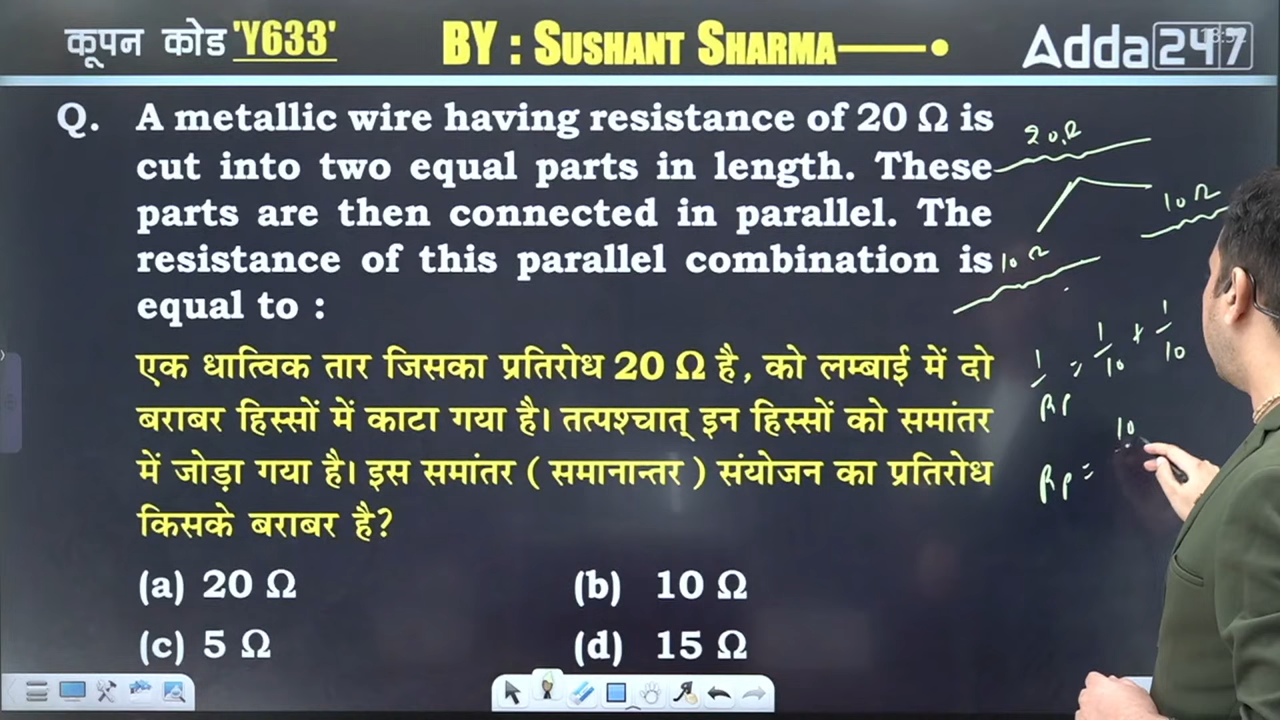 कूपन कोड 'Y633'
BY : SUSHANT SHARMA
Adda247
Q. A metallic wire having resistance of 20 Ω is
cut into two equal parts in length. These
parts are then connected in parallel. The
resistance of this parallel combination is
equal to :
एक धात्विक तार जिसका प्रतिरोध 20 Ω है, को लम्बाई में दो
बराबर हिस्सों में काटा गया है। तत्पश्चात् इन हिस्सों को समांतर
में जोड़ा गया है। इस समांतर ( समानान्तर ) संयोजन का प्रतिरोध
किसके बराबर है?
(a) 20 Ω
(b) 10 Ω
(c) 5 Ω
(d) 15 Ω
20Ω
10Ω
10Ω
1/Rp = 1/10 + 1/10
Rp = 10